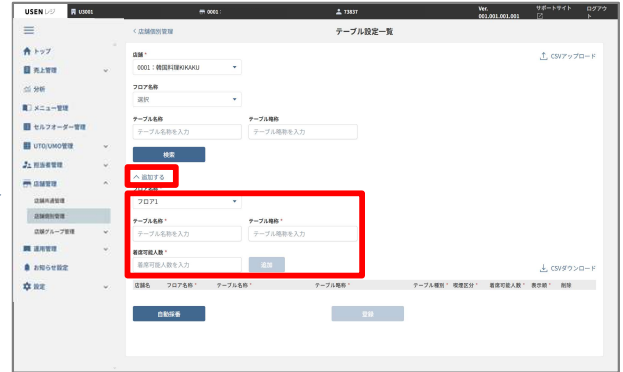 USEN レジ
U3001
0001 :
T3837
Ver.
001.001.001.001
サポートサイト
ログアウト
トップ
売上管理
分析
メニュー管理
セルフオーダー管理
UTO/UMO管理
担当者管理
店舗管理
店舗共通管理
店舗個別管理
店舗グループ管理
運用管理
お知らせ設定
設定
< 店舗個別管理
テーブル設定一覧
店舗 *
0001 : 韓国料理KIKAKU
CSVアップロード
フロア名称
選択
テーブル名称 テーブル略称
テーブル名称を入力 テーブル略称を入力
検索
追加する
フロア名称
フロア1
テーブル名称 * テーブル略称 *
テーブル名称を入力 テーブル略称を入力
着席可能人数 *
着席可能人数を入力 追加
CSVダウンロード
店舗名 フロア名称 * テーブル名称 * テーブル略称 * テーブル種別 * 喫煙区分 * 着席可能人数 * 表示順 * 削除
自動採番 登録